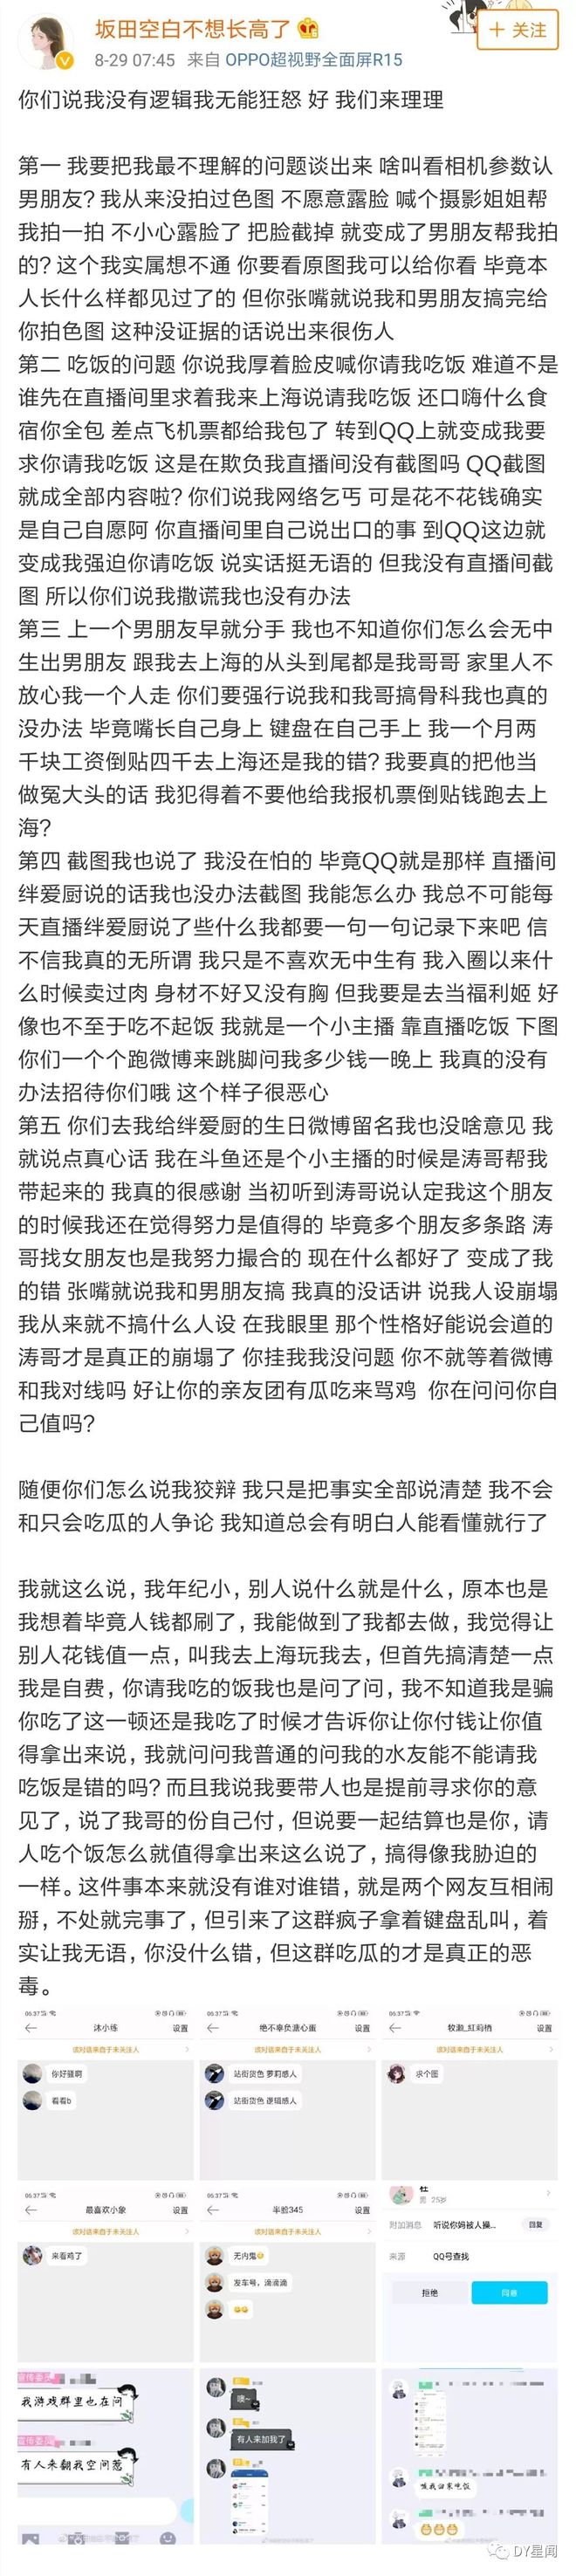 坂田空白不想长高了
8-29 07:45 来自 OPPO超视野全面屏R15
＋关注
你们说我没有逻辑我无能狂怒 好 我们来理理
第一 我要把我最不理解的问题谈出来 啥叫看相机参数认
男朋友? 我从来没拍过色图 不愿意露脸 喊个摄影姐姐帮
我拍一拍 不小心露脸了 把脸截掉 就变成了男朋友帮我拍
的? 这个我实属想不通 你要看原图我可以给你看 毕竟本
人长什么样都见过了的 但你张嘴就说我和男朋友搞完给
你拍色图 这种没证据的话说出来很伤人
第二 吃饭的问题 你说我厚着脸皮喊你请我吃饭 难道不是
谁先在直播间里求着我来上海说请我吃饭 还口嗨什么食
宿你全包 差点飞机票都给我包了 转到QQ上就变成我要
求你请我吃饭 这是在欺负我直播间没有截图吗 QQ截图
就成全部内容啦? 你们说我网络乞丐 可是花不花钱确实
是自己自愿阿 你直播间里自己说出口的事 到QQ这边就
变成我强迫你请吃饭 说实话挺无语的 但我没有直播间截
图 所以你们说我撒谎我也没有办法
第三 上一个男朋友早就分手 我也不知道你们怎么会无中
生出男朋友 跟我去上海的从头到尾都是我哥哥 家里人不
放心我一个人走 你们要强行说我和我哥搞骨科我也真的
没办法 毕竟嘴长自己身上 键盘在自己手上 我一个月两
千块工资倒贴四千去上海还是我的错? 我要真的把他当
做冤大头的话 我犯得着不要他给我报机票倒贴钱跑去上
海?
第四 截图我也说了 我没在怕的 毕竟QQ就是那样 直播间
绊爱厨说的话我也没办法截图 我能怎么办 我总不可能每
天直播绊爱厨说了些什么我都要一句一句记录下来吧 信
不信我真的无所谓 我只是不喜欢无中生有 我入圈以来什
么时候卖过肉 身材不好又没有胸 但我要是去当福利姬 好
像也不至于吃不起饭 我就是一个小主播 靠直播吃饭 下图
你们一个个跑微博来跳脚问我多少钱一晚上 我真的没有
办法招待你们哦 这个样子很恶心
第五 你们去我给绊爱厨的生日微博留名我也没啥意见 我
就说点真心话 我在斗鱼还是个小主播的时候是涛哥帮我
带起来的 我真的很感谢 当初听到涛哥说认定我这个朋友
的时候我还在觉得努力是值得的 毕竟多个朋友多条路 涛
哥找女朋友也是我努力撮合的 现在什么都好了 变成了我
的错 张嘴就说我和男朋友搞 我真的没话讲 说我人设崩塌
我从来就不搞什么人设 在我眼里 那个性格好能说会道的
涛哥才是真正的崩塌了 你挂我我没问题 你不就等着微博
和我对线吗 好让你的亲友团有瓜吃来骂鸡 你在问问你自
己值吗?
随便你们怎么说我狡辩 我只是把事实全部说清楚 我不会
和只会吃瓜的人争论 我知道总会有明白人能看懂就行了
我就这么说，我年纪小，别人说什么就是什么，原本也是
我想着毕竟人钱都刷了，我能做到了我都去做，我觉得让
别人花钱值一点，叫我去上海玩我去，但首先搞清楚一点
我是自费，你请我吃的饭我也是问了问，我不知道我是骗
你吃了这一顿还是我吃了时候才告诉你让你付钱让你值
得拿出来说，我就问问我普通的问我的水友能不能请我
吃饭是错的吗? 而且我说我要带人也是提前寻求你的意
见了，说了我哥的份自己付，但说要一起结算也是你，请
人吃个饭怎么就值得拿出来这么说了，搞得像我胁迫的
一样。这件事本来就没有谁对谁错，就是两个网友互相闹
掰，不处就完事了，但引来了这群疯子拿着键盘乱叫，着
实让我无语，你没什么错，但这群吃瓜的才是真正的恶
毒。
沐小练 设置
该对话来自于未关注人
你好骚啊
看看b
绝不辜负溏心蛋 设置
该对话来自于未关注人
站街货色 萝莉感人
站街货色 逻辑感人
设置
该对话来自于未关注人
求个图
最喜欢小象 设置
该对话来自于未关注人
来看鸡了
半脸345 设置
该对话来自于未关注人
无内鬼
发车号，滴滴滴
男 25岁
附加消息 听说你妈被人操... 回复
来源 QQ号查找
拒绝 同意
我游戏群里也在问
有人来翻我空间惹
噢~
有人来加我了
DY星闻